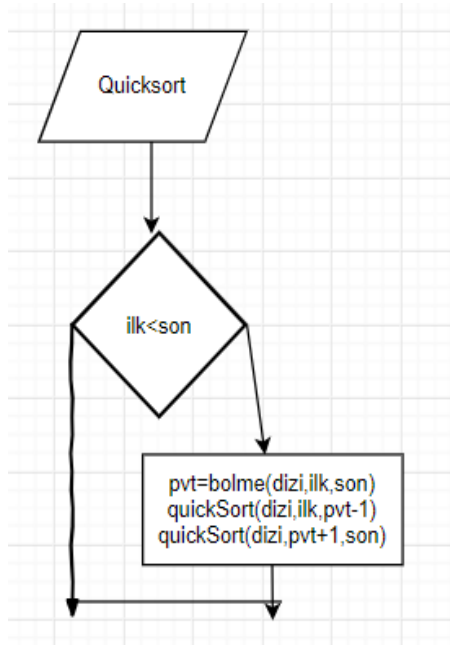 Quicksort
ilk<son
pvt=bolme(dizi,ilk,son)
quickSort(dizi,ilk,pvt-1)
quickSort(dizi,pvt+1,son)